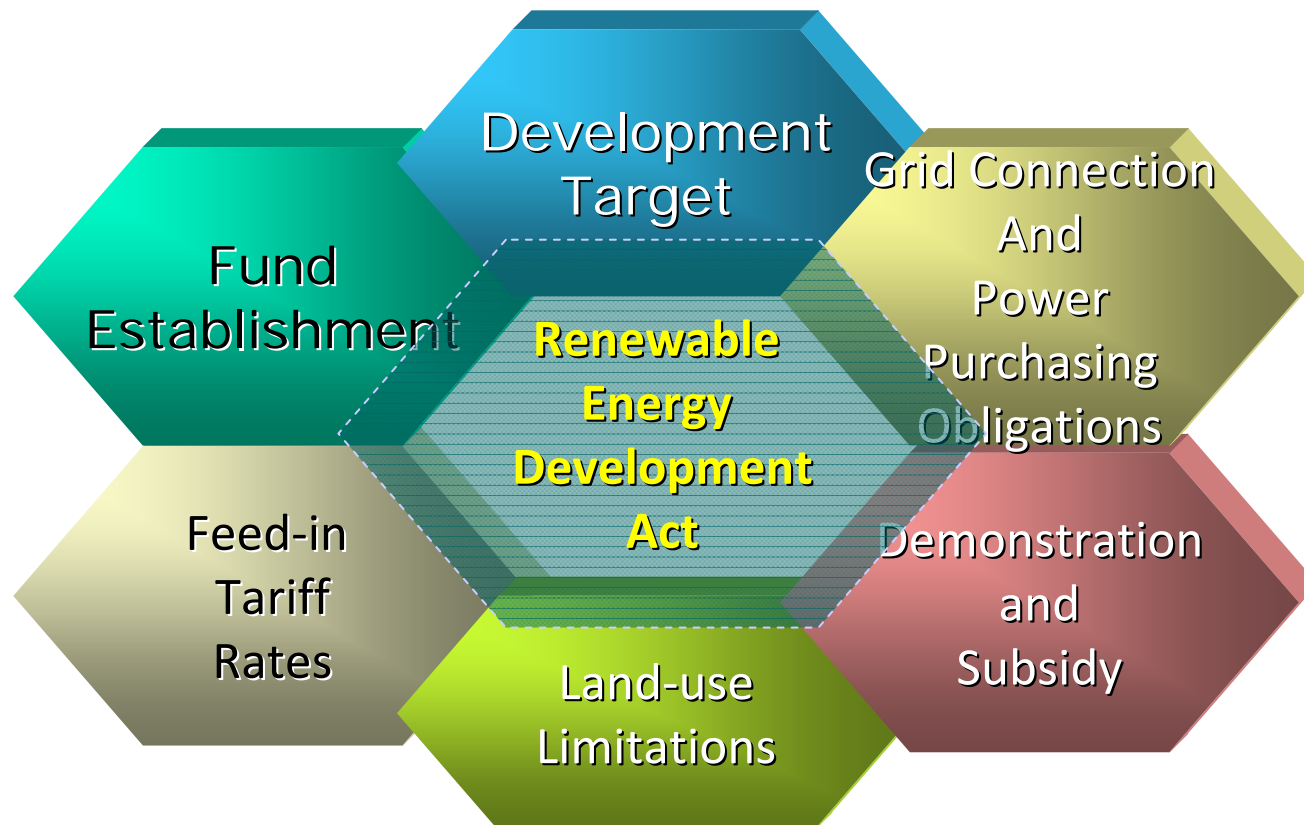 Development
Target
Grid Connection
And
Power
Purchasing
Obligations
Fund
Establishment
Renewable
Energy
Development
Act
Feed-in
Tariff
Rates
Demonstration
and
Subsidy
Land-use
Limitations